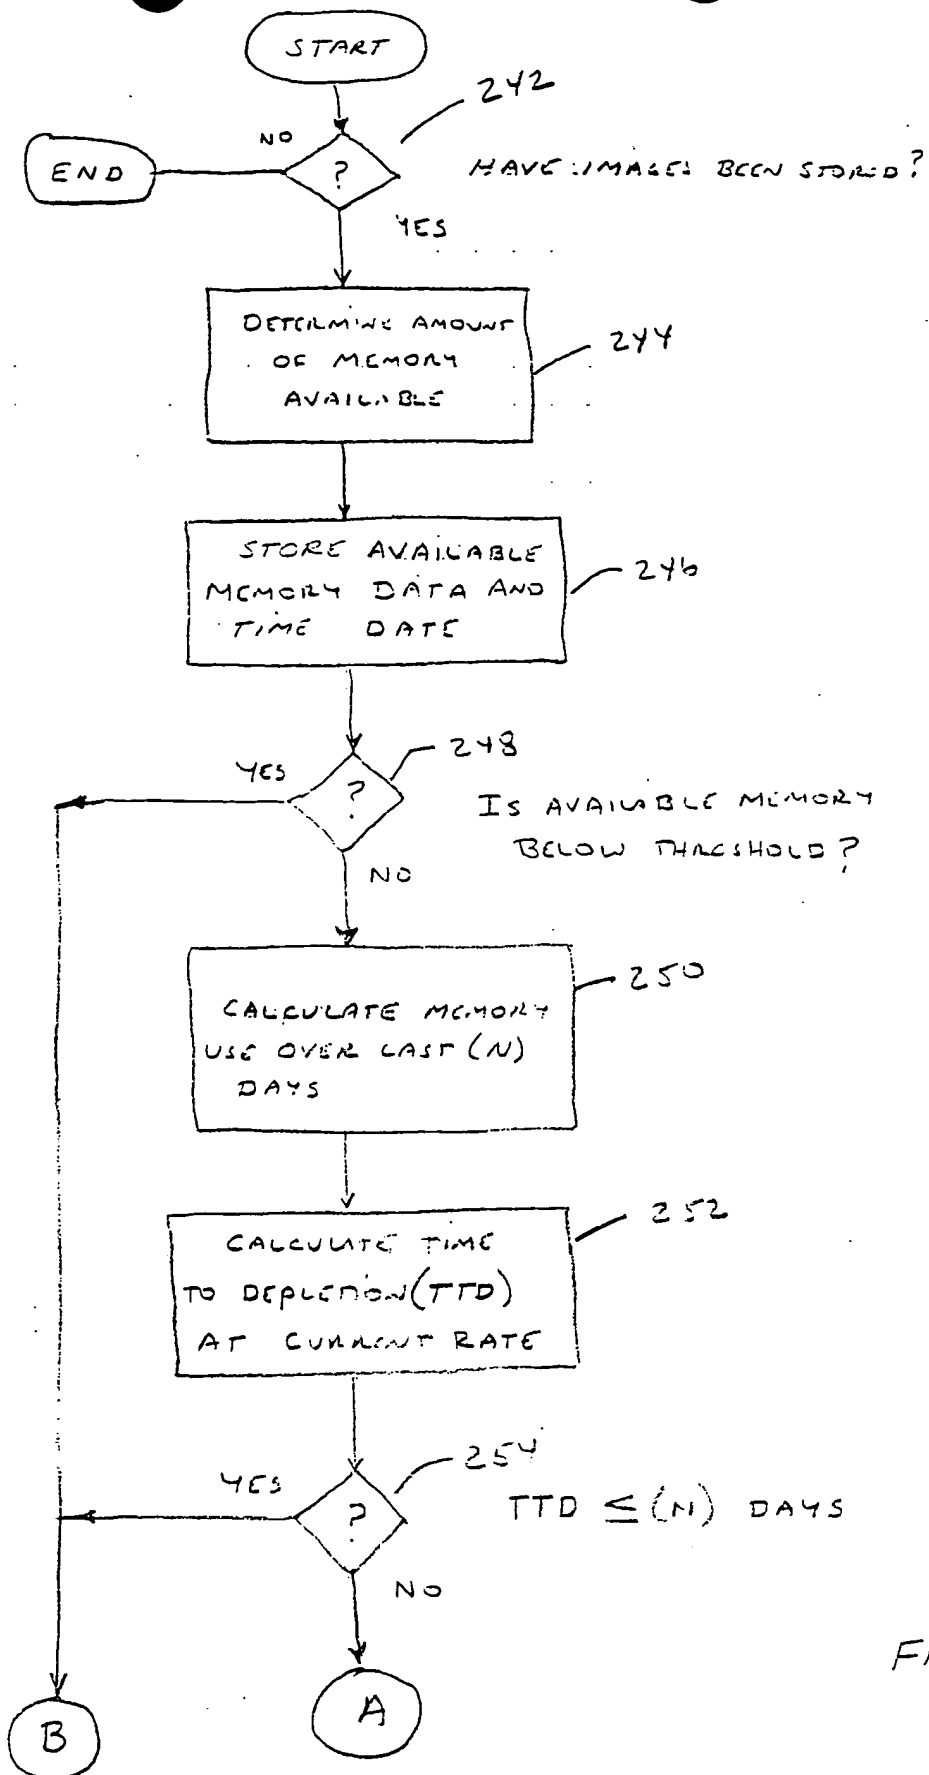 START
242
NO
END
?
HAVE IMAGES BEEN STORED?
YES
DETERMINE AMOUNT
OF MEMORY
AVAILABLE
244
STORE AVAILABLE
MEMORY DATA AND
TIME DATE
246
248
YES
?
IS AVAILABLE MEMORY
BELOW THRESHOLD?
NO
250
CALCULATE MEMORY
USE OVER LAST (N)
DAYS
252
CALCULATE TIME
TO DEPLETION (TTD)
AT CURRENT RATE
254
YES
?
TTD ≤ (N) DAYS
NO
B
A